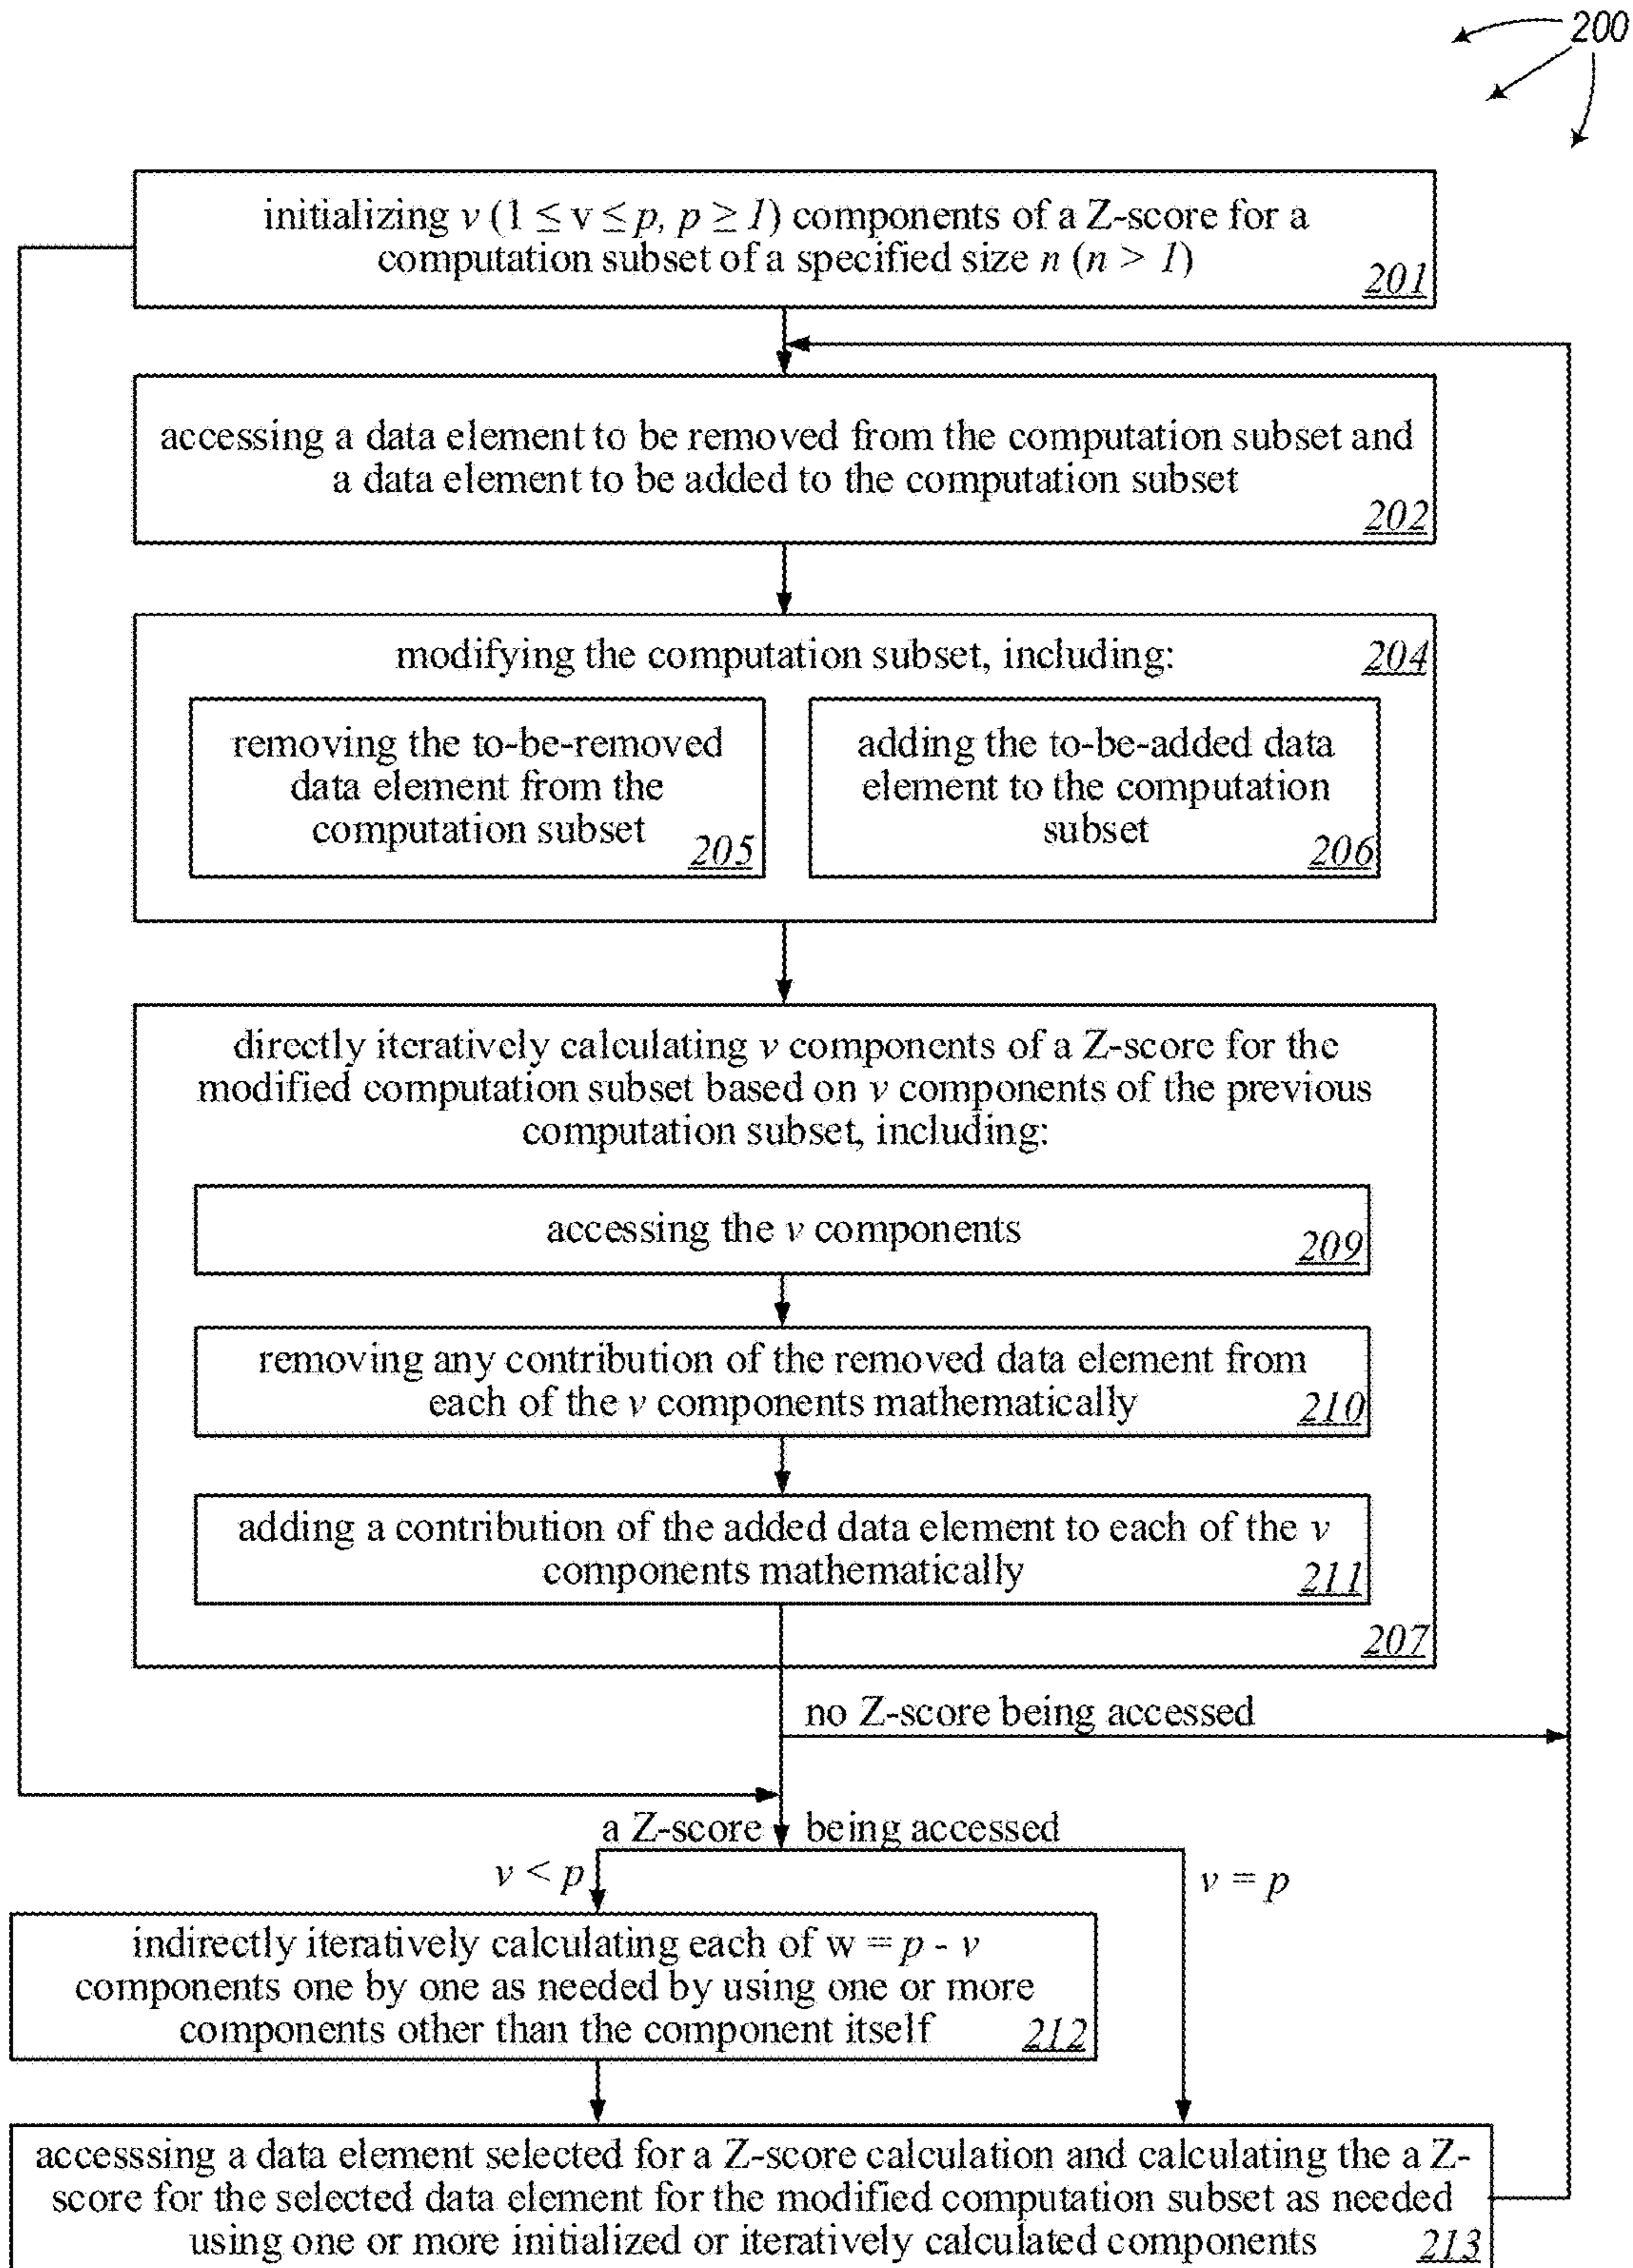 200
initializing v (1 ≤ v ≤ p, p ≥ 1) components of a Z-score for a
computation subset of a specified size n (n > 1)
201
accessing a data element to be removed from the computation subset and
a data element to be added to the computation subset
202
modifying the computation subset, including:
204
removing the to-be-removed
data element from the
computation subset
205
adding the to-be-added data
element to the computation
subset
206
directly iteratively calculating v components of a Z-score for the
modified computation subset based on v components of the previous
computation subset, including:
accessing the v components
209
removing any contribution of the removed data element from
each of the v components mathematically
210
adding a contribution of the added data element to each of the v
components mathematically
211
207
no Z-score being accessed
a Z-score being accessed
v < p
v = p
indirectly iteratively calculating each of w = p - v
components one by one as needed by using one or more
components other than the component itself
212
accesssing a data element selected for a Z-score calculation and calculating the a Z-
score for the selected data element for the modified computation subset as needed
using one or more initialized or iteratively calculated components
213